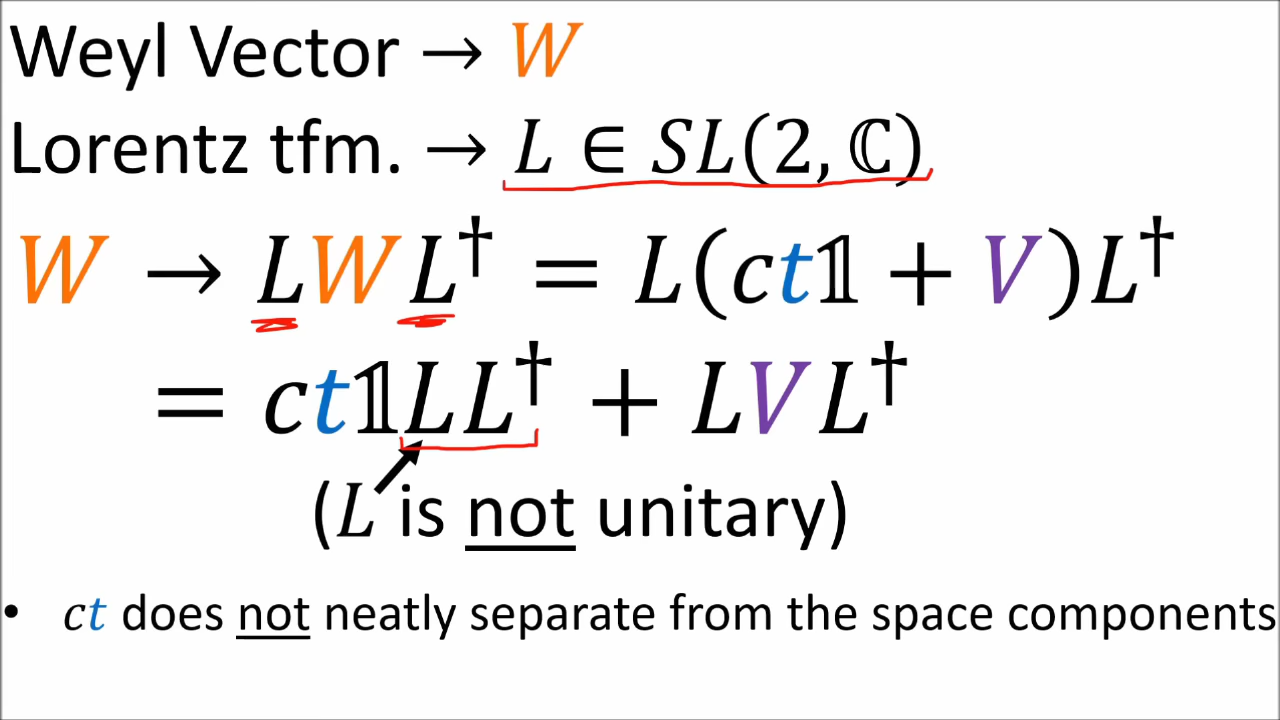 Weyl Vector → W
Lorentz tfm. → L ∈ SL(2, ℂ)
W → LWL† = L(ct𝟙 + V)L†
= ct𝟙LL† + LVL†
(L is not unitary)
• ct does not neatly separate from the space components